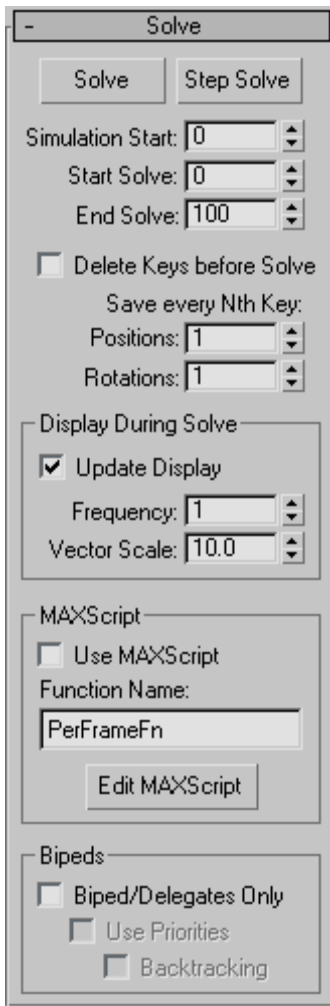 - Solve
Solve Step Solve
Simulation Start: 0
Start Solve: 0
End Solve: 100
Delete Keys before Solve
Save every Nth Key:
Positions: 1
Rotations: 1
Display During Solve
Update Display
Frequency: 1
Vector Scale: 10.0
MAXScript
Use MAXScript
Function Name:
PerFrameFn
Edit MAXScript
Bipeds
Biped/Delegates Only
Use Priorities
Backtracking